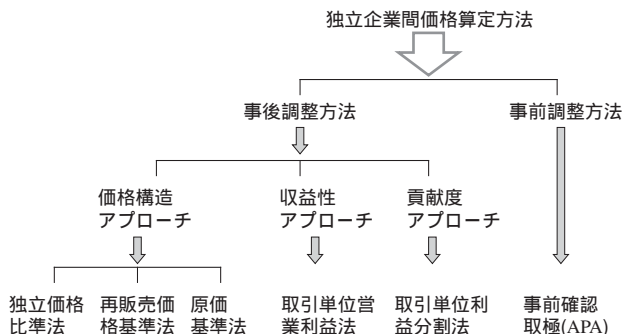 独立企業間価格算定方法
事後調整方法
事前調整方法
価格構造
アプローチ
収益性
アプローチ
貢献度
アプローチ
独立価格
比準法
再販売価
格基準法
原価
基準法
取引単位営
業利益法
取引単位利
益分割法
事前確認
取極(APA)